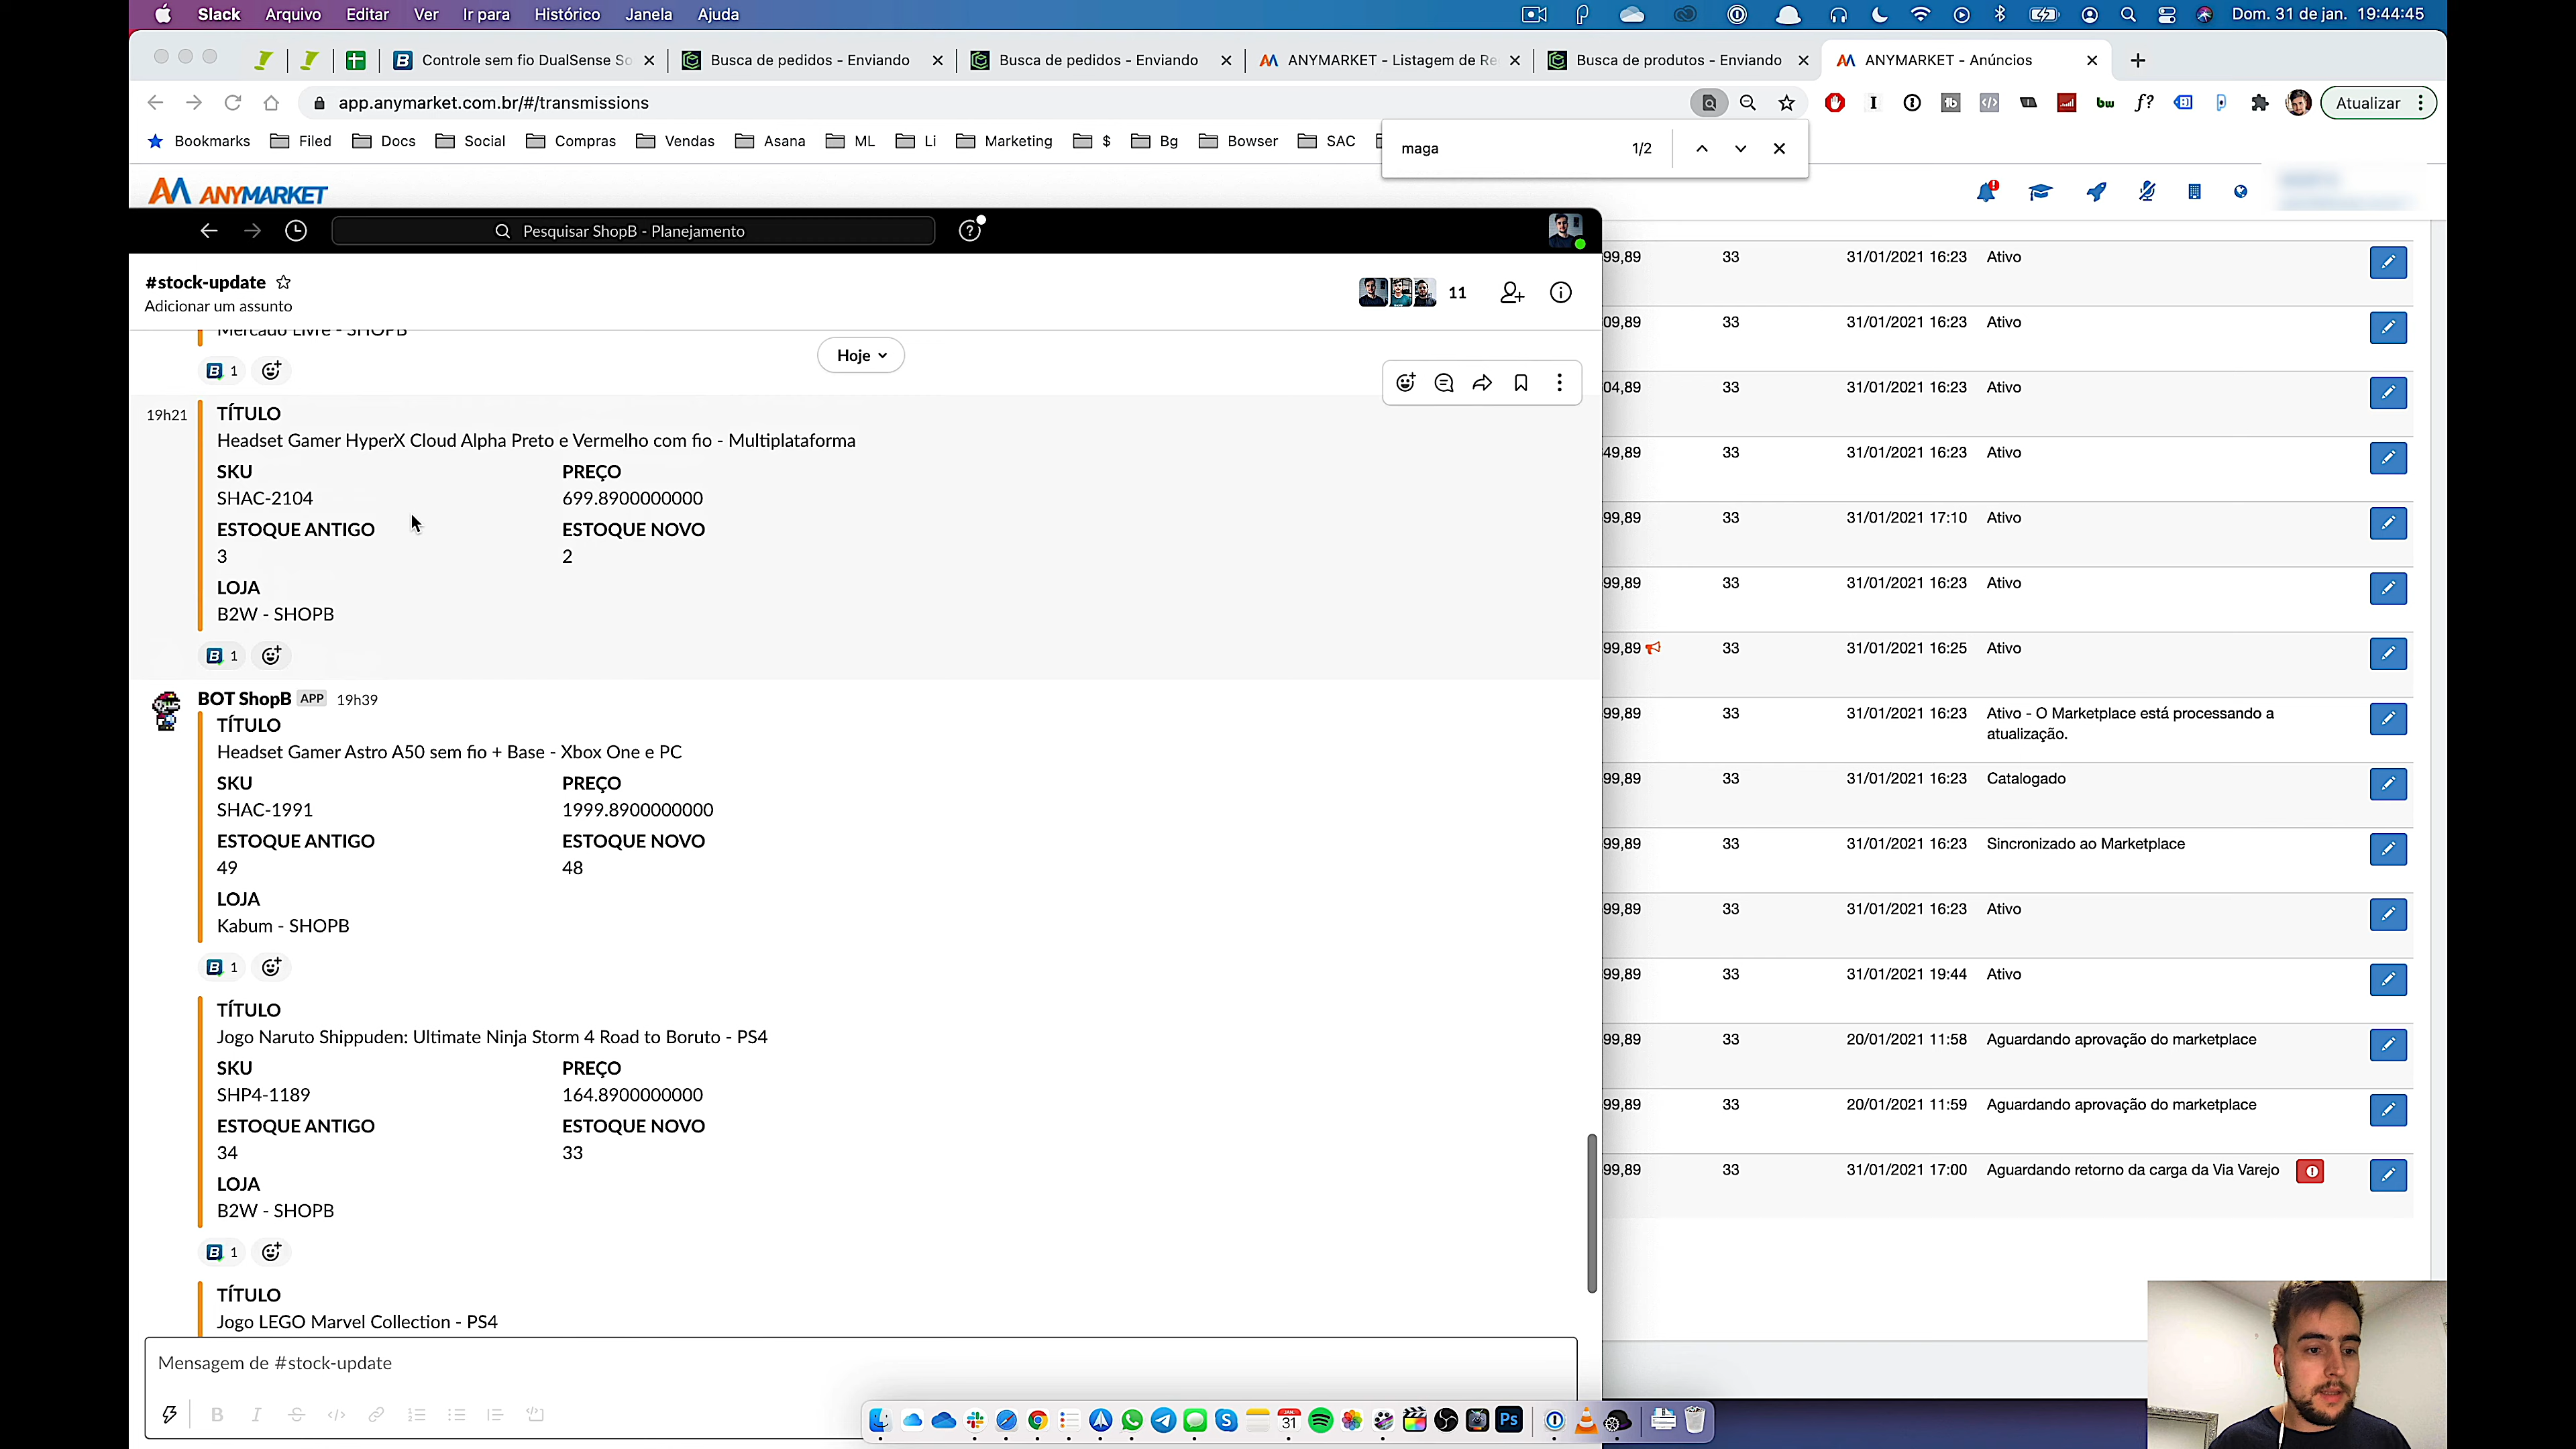 Slack Arquivo Editar Ver Ir para Histórico Janela Ajuda
Dom. 31 de jan. 19:44:45
Controle sem fio DualSense So
Busca de pedidos - Enviando
Busca de pedidos - Enviando
ANYMARKET - Listagem de Re
Busca de produtos - Enviando
ANYMARKET - Anúncios
app.anymarket.com.br/#/transmissions
Atualizar
Bookmarks Filed Docs Social Compras Vendas Asana ML Li Marketing $ Bg Bowser SAC
maga 1/2
ANYMARKET
Pesquisar ShopB - Planejamento
#stock-update
Adicionar um assunto
11
Mercado Livre - SHOPB
1
Hoje
19h21
TÍTULO
Headset Gamer HyperX Cloud Alpha Preto e Vermelho com fio - Multiplataforma
SKU PREÇO
SHAC-2104 699.8900000000
ESTOQUE ANTIGO ESTOQUE NOVO
3 2
LOJA
B2W - SHOPB
B 1
BOT ShopB APP 19h39
TÍTULO
Headset Gamer Astro A50 sem fio + Base - Xbox One e PC
SKU PREÇO
SHAC-1991 1999.8900000000
ESTOQUE ANTIGO ESTOQUE NOVO
49 48
LOJA
Kabum - SHOPB
B 1
TÍTULO
Jogo Naruto Shippuden: Ultimate Ninja Storm 4 Road to Boruto - PS4
SKU PREÇO
SHP4-1189 164.8900000000
ESTOQUE ANTIGO ESTOQUE NOVO
34 33
LOJA
B2W - SHOPB
B 1
TÍTULO
Jogo LEGO Marvel Collection - PS4
Mensagem de #stock-update
99,89 33 31/01/2021 16:23 Ativo
09,89 33 31/01/2021 16:23 Ativo
04,89 33 31/01/2021 16:23 Ativo
49,89 33 31/01/2021 16:23 Ativo
99,89 33 31/01/2021 17:10 Ativo
99,89 33 31/01/2021 16:23 Ativo
99,89 33 31/01/2021 16:25 Ativo
99,89 33 31/01/2021 16:23 Ativo - O Marketplace está processando a
atualização.
99,89 33 31/01/2021 16:23 Catalogado
99,89 33 31/01/2021 16:23 Sincronizado ao Marketplace
99,89 33 31/01/2021 16:23 Ativo
99,89 33 31/01/2021 19:44 Ativo
99,89 33 20/01/2021 11:58 Aguardando aprovação do marketplace
99,89 33 20/01/2021 11:59 Aguardando aprovação do marketplace
99,89 33 31/01/2021 17:00 Aguardando retorno da carga da Via Varejo
JAN 31
Ps